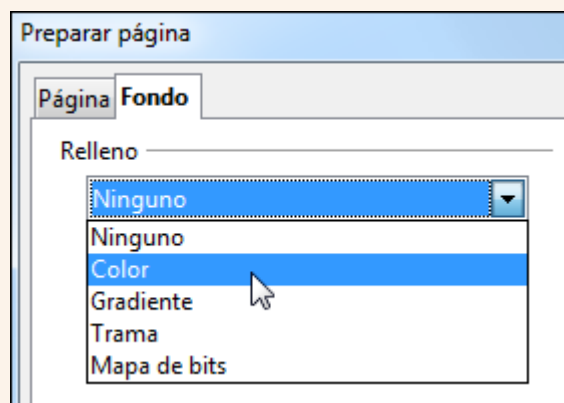 Preparar página
Página Fondo
Relleno
Ninguno
Ninguno
Color
Gradiente
Trama
Mapa de bits